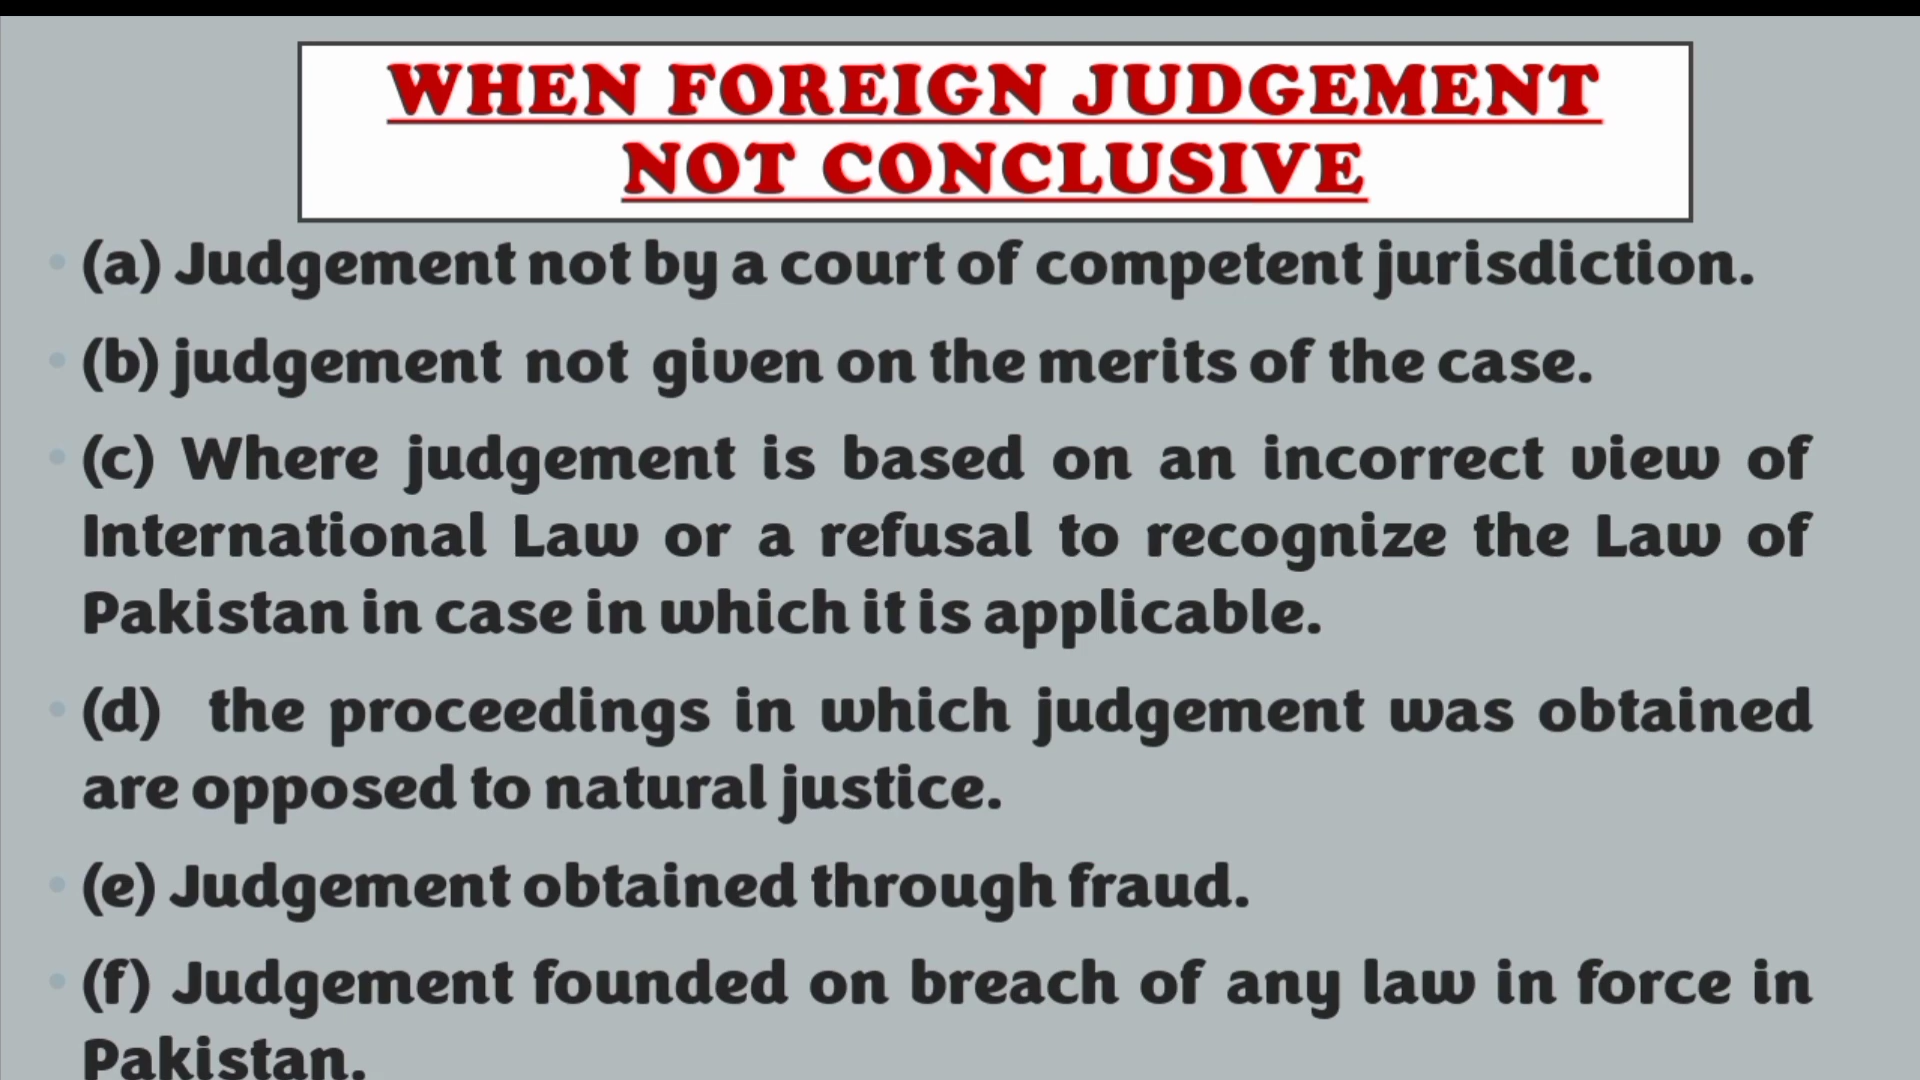 WHEN FOREIGN JUDGEMENT
NOT CONCLUSIVE
(a) Judgement not by a court of competent jurisdiction.
(b) judgement not given on the merits of the case.
(c) Where judgement is based on an incorrect view of
International Law or a refusal to recognize the Law of
Pakistan in case in which it is applicable.
(d) the proceedings in which judgement was obtained
are opposed to natural justice.
(e) Judgement obtained through fraud.
(f) Judgement founded on breach of any law in force in
Pakistan.